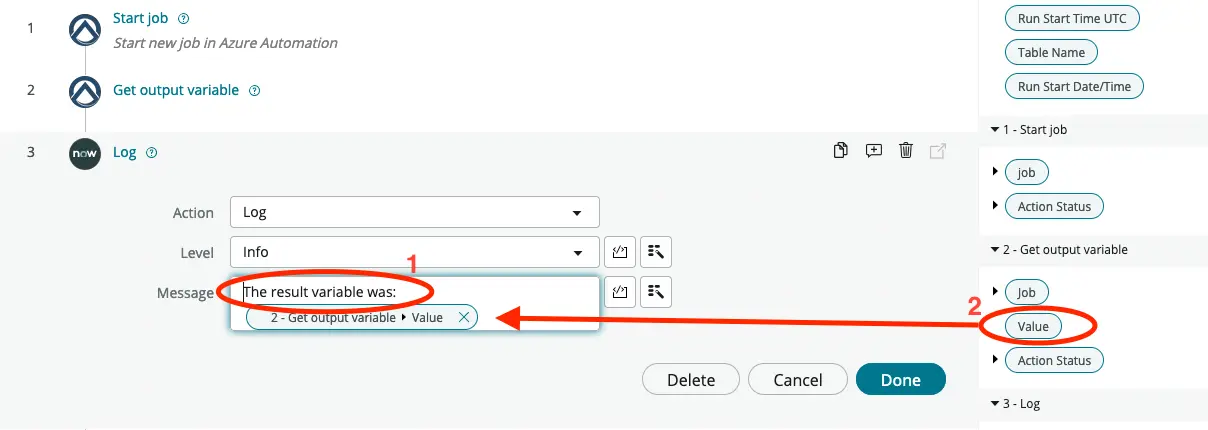 1
Start job
Start new job in Azure Automation
2
Get output variable
3
now
Log
Action
Log
Level
Info
1
Message
The result variable was:
2 - Get output variable ▸ Value
Delete
Cancel
Done
Run Start Time UTC
Table Name
Run Start Date/Time
1 - Start job
job
Action Status
2 - Get output variable
Job
2
Value
Action Status
3 - Log